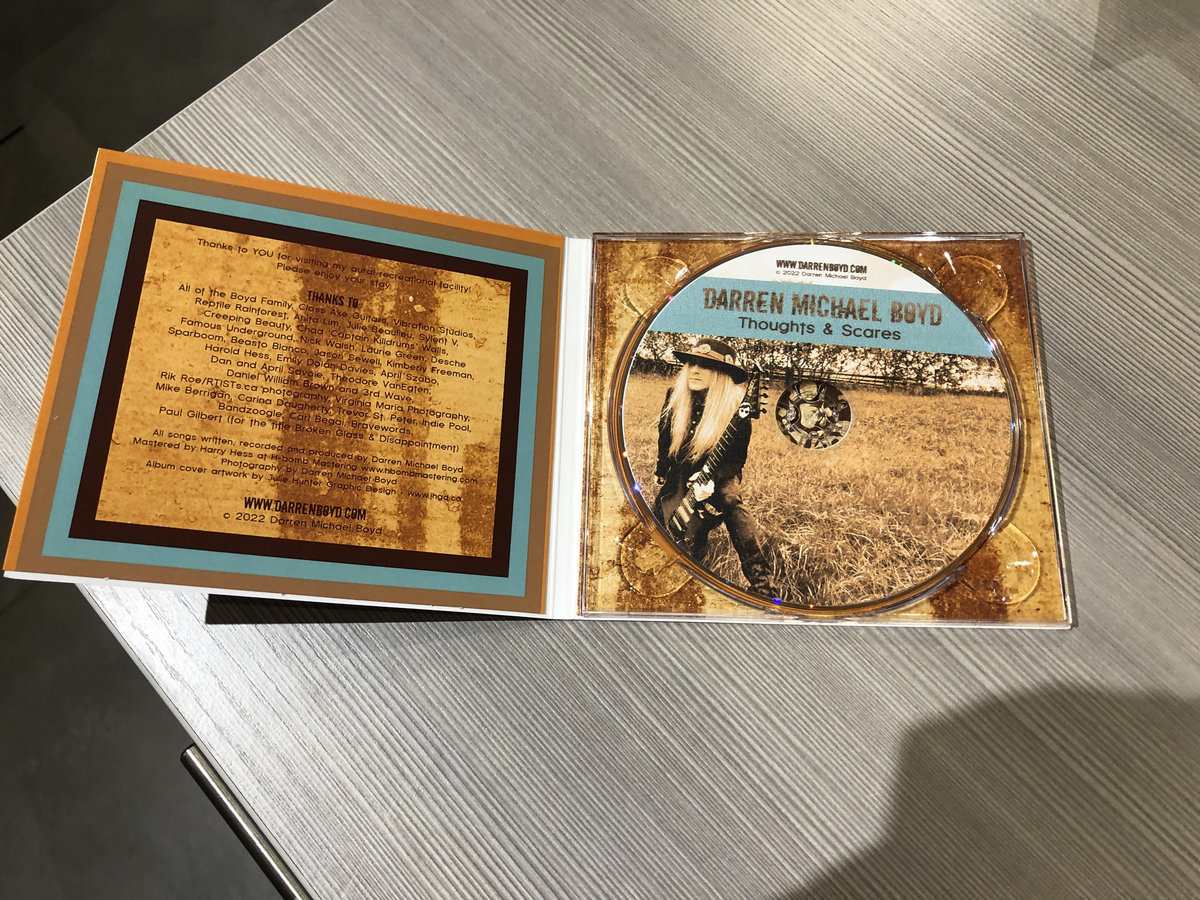 Thanks to YOU for visiting my aural recreational facility!
Please enjoy your stay.
THANKS TO
All of the Boyd Family, Class Axe Guitars, Vibration Studios,
Reptile Rainforest, Anita Lim, Julie Beaulieu, Sylent V,
Creeping Beauty, Chad 'Captain Killdrums' Walls,
Famous Underground, Nick Walsh, Laurie Green, Desche
Sparboom, Beasto Blanco, Jason Sewell, Kimberly Freeman,
Harold Hess, Emily Dolan Davies, April Szabo,
Dan and April Savoie, Theodore VanEgten,
Daniel William Brown and 3rd Wave,
Rik Roe/RTISTs.ca photography, Virginia Maria Photography,
Mike Berrigan, Carina Daugherty, Trevor St. Peter, Indie Pool,
Bandzoogle, Carl Begai, Bravewords,
Paul Gilbert (for the title Broken Glass & Disappointment)
All songs written, recorded and produced by Darren Michael Boyd
Mastered by Harry Hess at H-bomb Mastering www.hbombmastering.com
Photography by Darren Michael Boyd
Album cover artwork by Julie Hunter Graphic Design www.jhgd.ca
WWW.DARRENBOYD.COM
© 2022 Darren Michael Boyd
WWW.DARRENBOYD.COM
© 2022 Darren Michael Boyd
DARREN MICHAEL BOYD
Thoughts & Scares